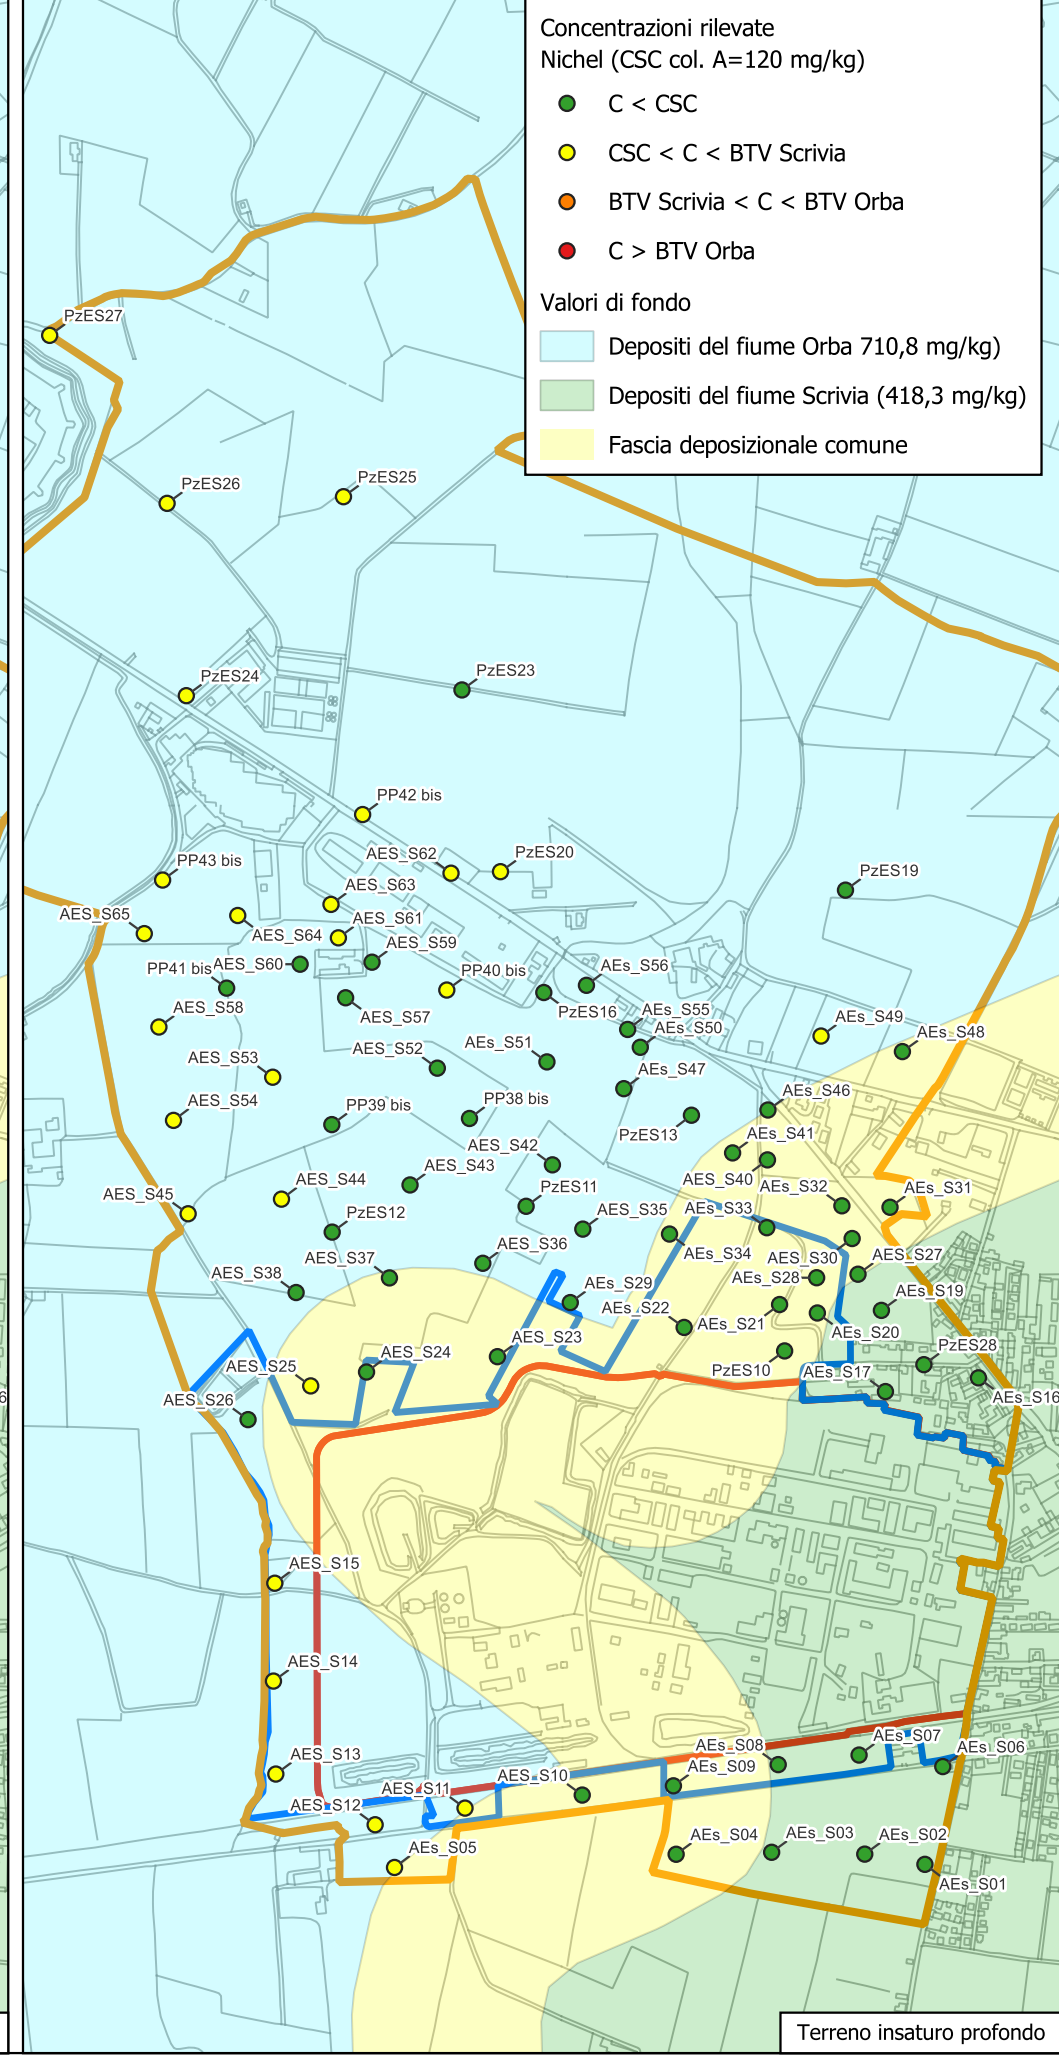 Concentrazioni rilevate
Nichel (CSC col. A=120 mg/kg)
C < CSC
CSC < C < BTV Scrivia
BTV Scrivia < C < BTV Orba
C > BTV Orba
Valori di fondo
Depositi del fiume Orba 710,8 mg/kg)
Depositi del fiume Scrivia (418,3 mg/kg)
Fascia deposizionale comune
PzES27
PzES26
PzES25
PzES24
PzES23
PP42 bis
AES_S62
PzES20
PP43 bis
AES_S63
PzES19
AES_S65
AES_S64
AES_S61
AES_S59
PP41 bis
AES_S60
PP40 bis
AEs_S56
AES_S58
AES_S57
PzES16
AEs_S55
AEs_S50
AEs_S49
AEs_S48
AES_S53
AES_S52
AEs_S51
AEs_S47
AES_S54
PP39 bis
PP38 bis
AEs_S46
PzES13
AEs_S41
AES_S42
AES_S43
AES_S40
AES_S45
AES_S44
PzES11
AEs_S32
AEs_S31
PzES12
AES_S35
AEs_S33
AEs_S34
AES_S30
AES_S27
AES_S38
AES_S37
AEs_S36
AEs_S28
AEs_S29
AEs_S19
AEs_S22
AEs_S21
AEs_S20
AES_S23
PzES28
AES_S24
PzES10
AEs_S17
AES_S25
AEs_S16
AES_S26
6
AES_S15
AES_S14
AEs_S08
AEs_S07
AEs_S06
AES_S13
AES_S11
AES_S10
AEs_S09
AES_S12
AEs_S05
AEs_S04
AEs_S03
AEs_S02
AEs_S01
Terreno insaturo profondo